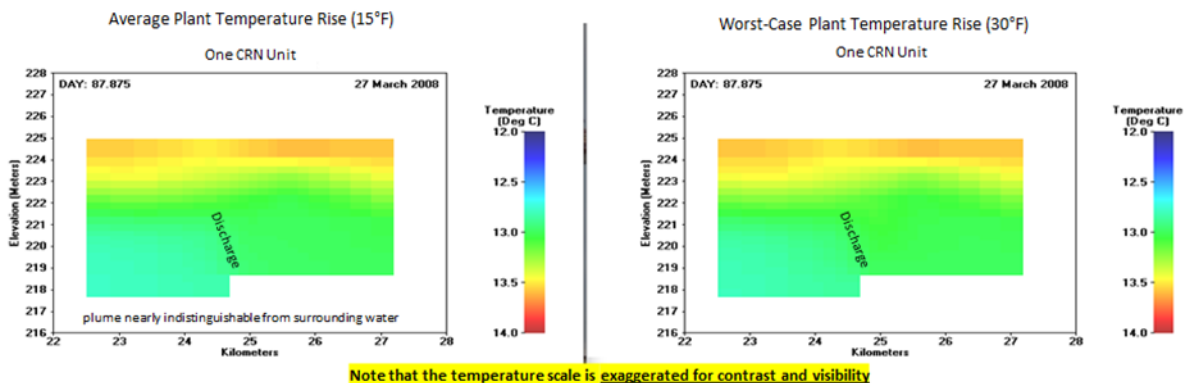 Average Plant Temperature Rise (15°F)
One CRN Unit
DAY: 87.875 27 March 2008
228
227
226
225
224
223
222
221
220
219
218
217
216
Elevation (Meters)
Discharge
plume nearly indistinguishable from surrounding water
22 23 24 25 26 27 28
Kilometers
Temperature
(Deg C)
12.0
12.5
13.0
13.5
14.0
Worst-Case Plant Temperature Rise (30°F)
One CRN Unit
DAY: 87.875 27 March 2008
228
227
226
225
224
223
222
221
220
219
218
217
216
Elevation (Meters)
Discharge
22 23 24 25 26 27 28
Kilometers
Temperature
(Deg C)
12.0
12.5
13.0
13.5
14.0
Note that the temperature scale is exaggerated for contrast and visibility